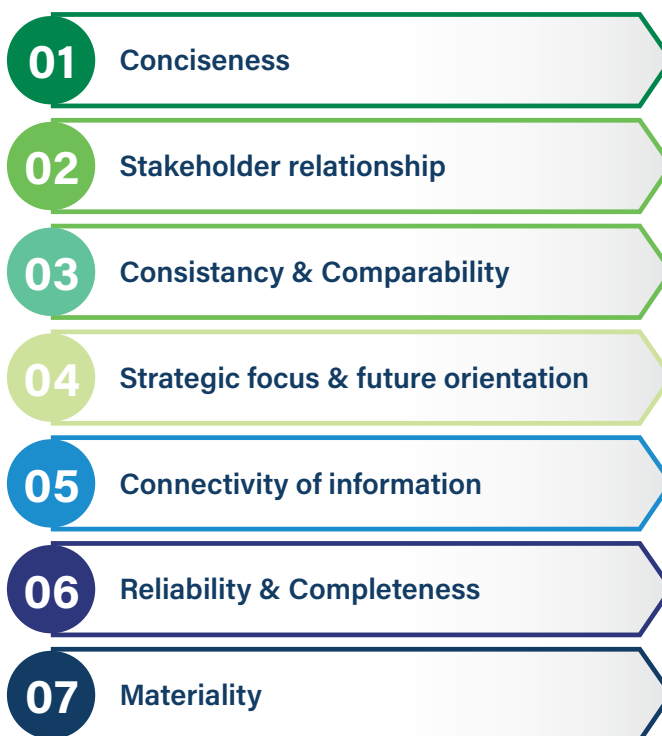 01 Conciseness
02 Stakeholder relationship
03 Consistancy & Comparability
04 Strategic focus & future orientation
05 Connectivity of information
06 Reliability & Completeness
07 Materiality